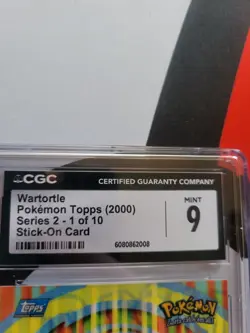 CGC
CERTIFIED GUARANTY COMPANY
Wartortle
Pokémon Topps (2000)
Series 2 - 1 of 10
Stick-On Card
MINT
9
6080862008
TOPPS
POKÉMON